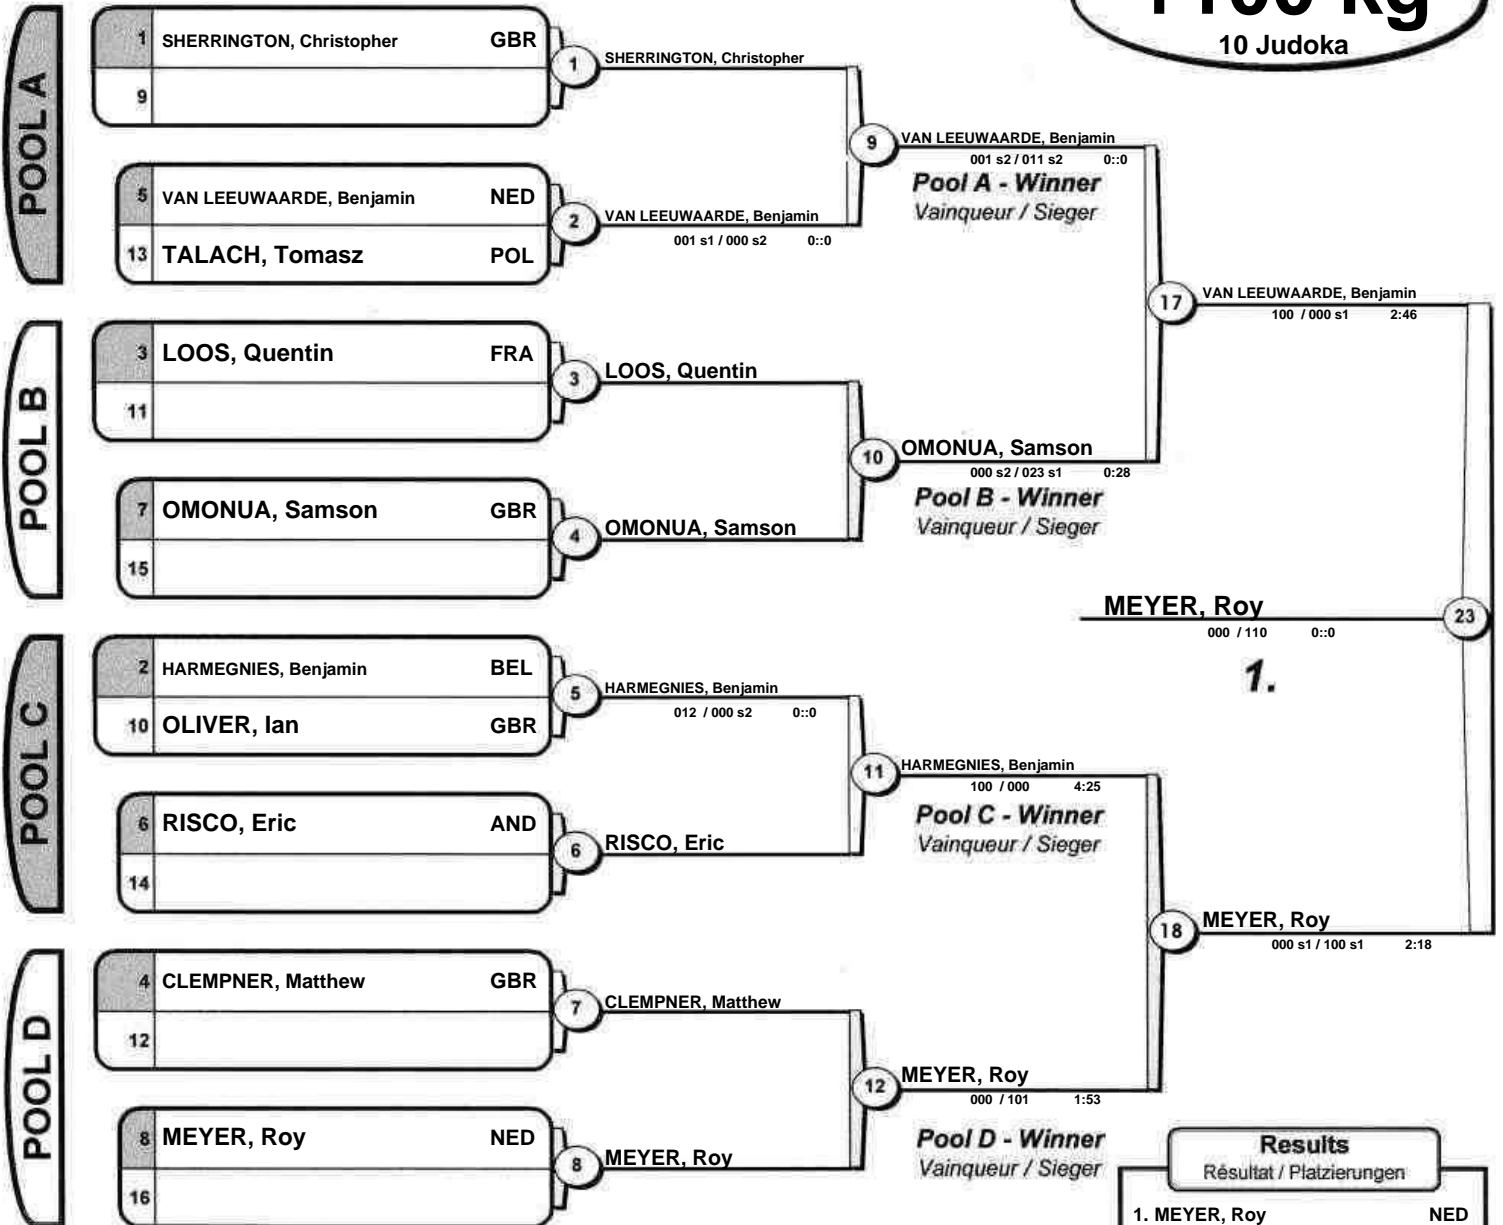 10 Judoka
POOL A
1 SHERRINGTON, Christopher GBR
9
1
SHERRINGTON, Christopher
5 VAN LEEUWAARDE, Benjamin NED
13 TALACH, Tomasz POL
2
VAN LEEUWAARDE, Benjamin
001 s1 / 000 s2 0::0
9
VAN LEEUWAARDE, Benjamin
001 s2 / 011 s2 0::0
Pool A - Winner
Vainqueur / Sieger
POOL B
3 LOOS, Quentin FRA
11
3
LOOS, Quentin
7 OMONUA, Samson GBR
15
4
OMONUA, Samson
10
OMONUA, Samson
000 s2 / 023 s1 0:28
Pool B - Winner
Vainqueur / Sieger
17
VAN LEEUWAARDE, Benjamin
100 / 000 s1 2:46
POOL C
2 HARMEGNIES, Benjamin BEL
10 OLIVER, Ian GBR
5
HARMEGNIES, Benjamin
012 / 000 s2 0::0
6 RISCO, Eric AND
14
6
RISCO, Eric
11
HARMEGNIES, Benjamin
100 / 000 4:25
Pool C - Winner
Vainqueur / Sieger
POOL D
4 CLEMPNER, Matthew GBR
12
7
CLEMPNER, Matthew
8 MEYER, Roy NED
16
8
MEYER, Roy
12
MEYER, Roy
000 / 101 1:53
Pool D - Winner
Vainqueur / Sieger
18
MEYER, Roy
000 s1 / 100 s1 2:18
23
MEYER, Roy
000 / 110 0::0
1.
Results
Résultat / Platzierungen
1. MEYER, Roy NED